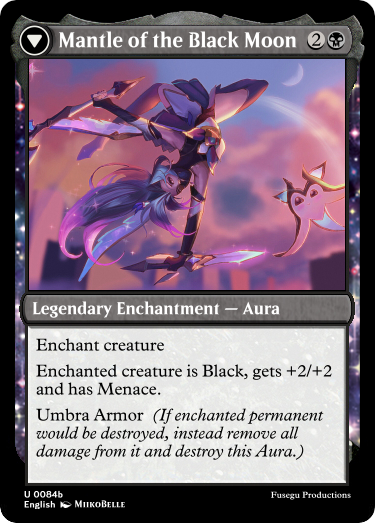 Mantle of the Black Moon 2
Legendary Enchantment — Aura
Enchant creature
Enchanted creature is Black, gets +2/+2
and has Menace.
Umbra Armor (If enchanted permanent
would be destroyed, instead remove all
damage from it and destroy this Aura.)
U 0084b
English MiikoBelle
Fusegu Productions